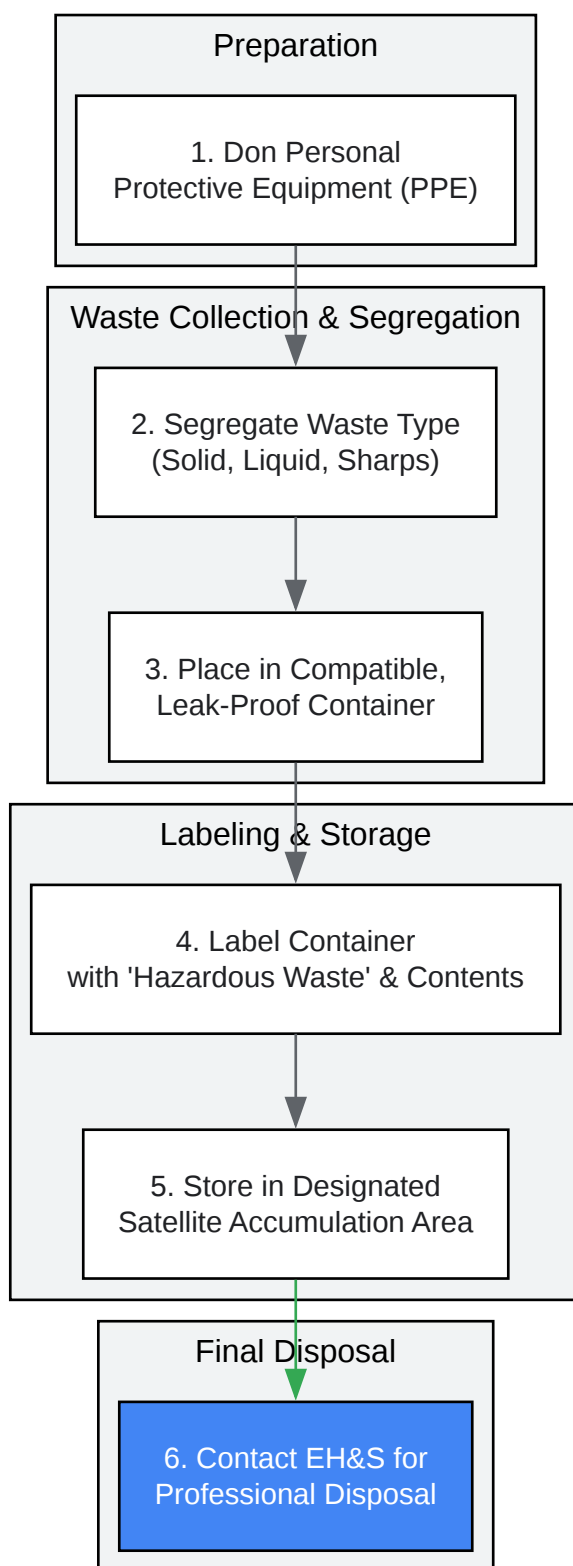 Preparation
1. Don Personal
Protective Equipment (PPE)
Waste Collection & Segregation
2. Segregate Waste Type
(Solid, Liquid, Sharps)
3. Place in Compatible,
Leak-Proof Container
Labeling & Storage
4. Label Container
with 'Hazardous Waste' & Contents
5. Store in Designated
Satellite Accumulation Area
Final Disposal
6. Contact EH&S for
Professional Disposal